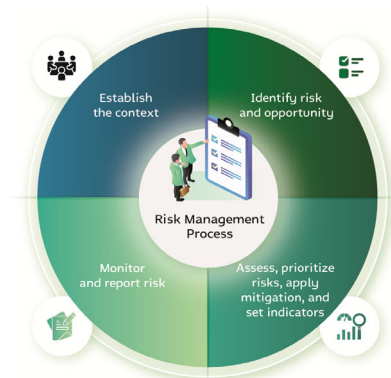 Establish
the context
Identify risk
and opportunity
Risk Management
Process
Monitor
and report risk
Assess, prioritize
risks, apply
mitigation, and
set indicators